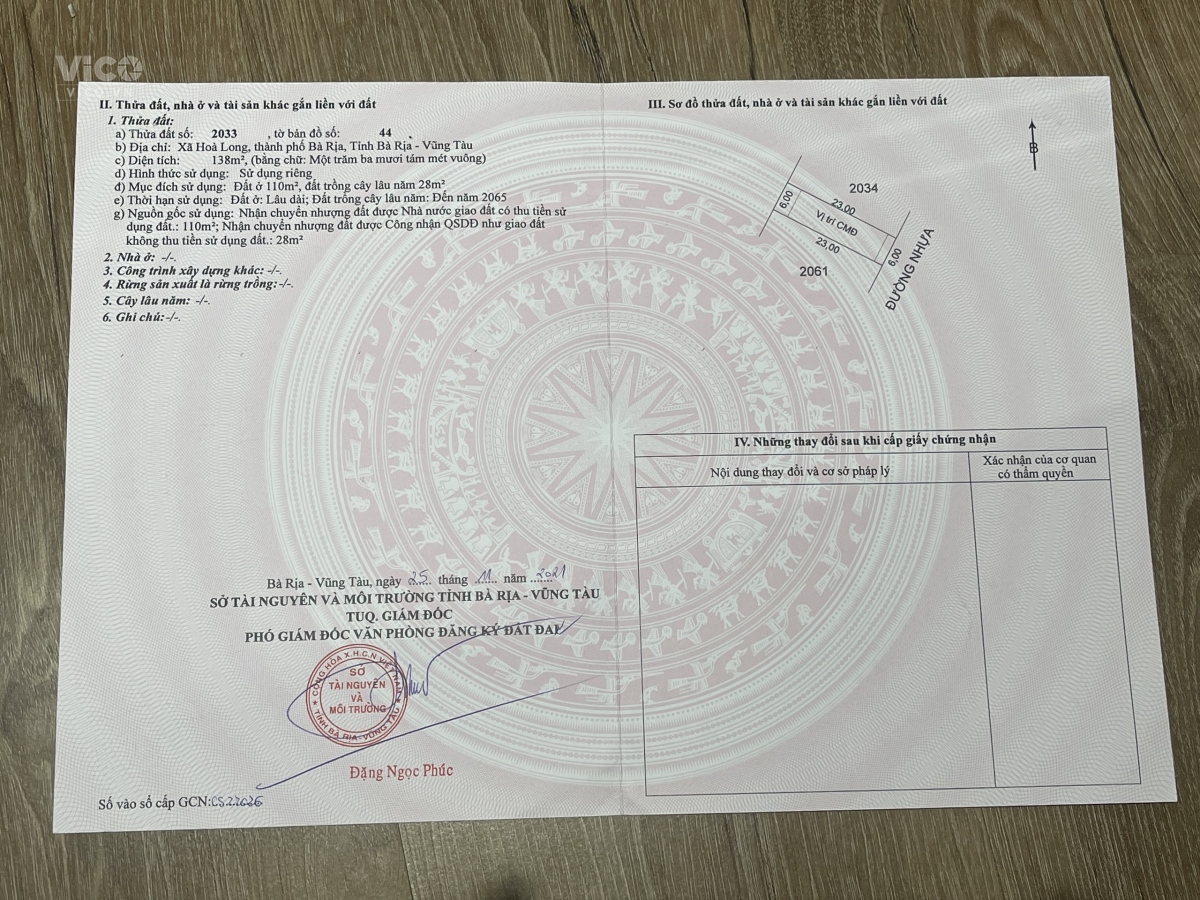 VICO
II. Thửa đất, nhà ở và tài sản khác gắn liền với đất
1. Thửa đất:
a) Thửa đất số: 2033 , tờ bản đồ số: 44 .
b) Địa chỉ: Xã Hoà Long, thành phố Bà Rịa, Tỉnh Bà Rịa - Vũng Tàu
c) Diện tích: 138m², (bằng chữ: Một trăm ba mươi tám mét vuông)
d) Hình thức sử dụng: Sử dụng riêng
đ) Mục đích sử dụng: Đất ở 110m², đất trồng cây lâu năm 28m²
e) Thời hạn sử dụng: Đất ở: Lâu dài; Đất trồng cây lâu năm: Đến năm 2065
g) Nguồn gốc sử dụng: Nhận chuyển nhượng đất được Nhà nước giao đất có thu tiền sử
dụng đất.: 110m²; Nhận chuyển nhượng đất được Công nhận QSDĐ như giao đất
không thu tiền sử dụng đất.: 28m²
2. Nhà ở: -/-.
3. Công trình xây dựng khác: -/-.
4. Rừng sản xuất là rừng trồng:-/-.
5. Cây lâu năm: -/-.
6. Ghi chú:-/-.
Bà Rịa - Vũng Tàu, ngày 25 tháng 11 năm 2021
SỞ TÀI NGUYÊN VÀ MÔI TRƯỜNG TỈNH BÀ RỊA - VŨNG TÀU
TUQ. GIÁM ĐỐC
PHÓ GIÁM ĐỐC VĂN PHÒNG ĐĂNG KÝ ĐẤT ĐAI
CỘNG HÒA X.H.C.N VIỆT NAM
SỞ
TÀI NGUYÊN
VÀ
MÔI TRƯỜNG
TỈNH BÀ RỊA-VŨNG TÀU
Đặng Ngọc Phúc
Số vào sổ cấp GCN:CS22626
III. Sơ đồ thửa đất, nhà ở và tài sản khác gắn liền với đất
B
2034
6,00
23,00
Vị trí CMĐ
23,00
6,00
2061
ĐƯỜNG NHỰA
IV. Những thay đổi sau khi cấp giấy chứng nhận
Nội dung thay đổi và cơ sở pháp lý
Xác nhận của cơ quan
có thẩm quyền